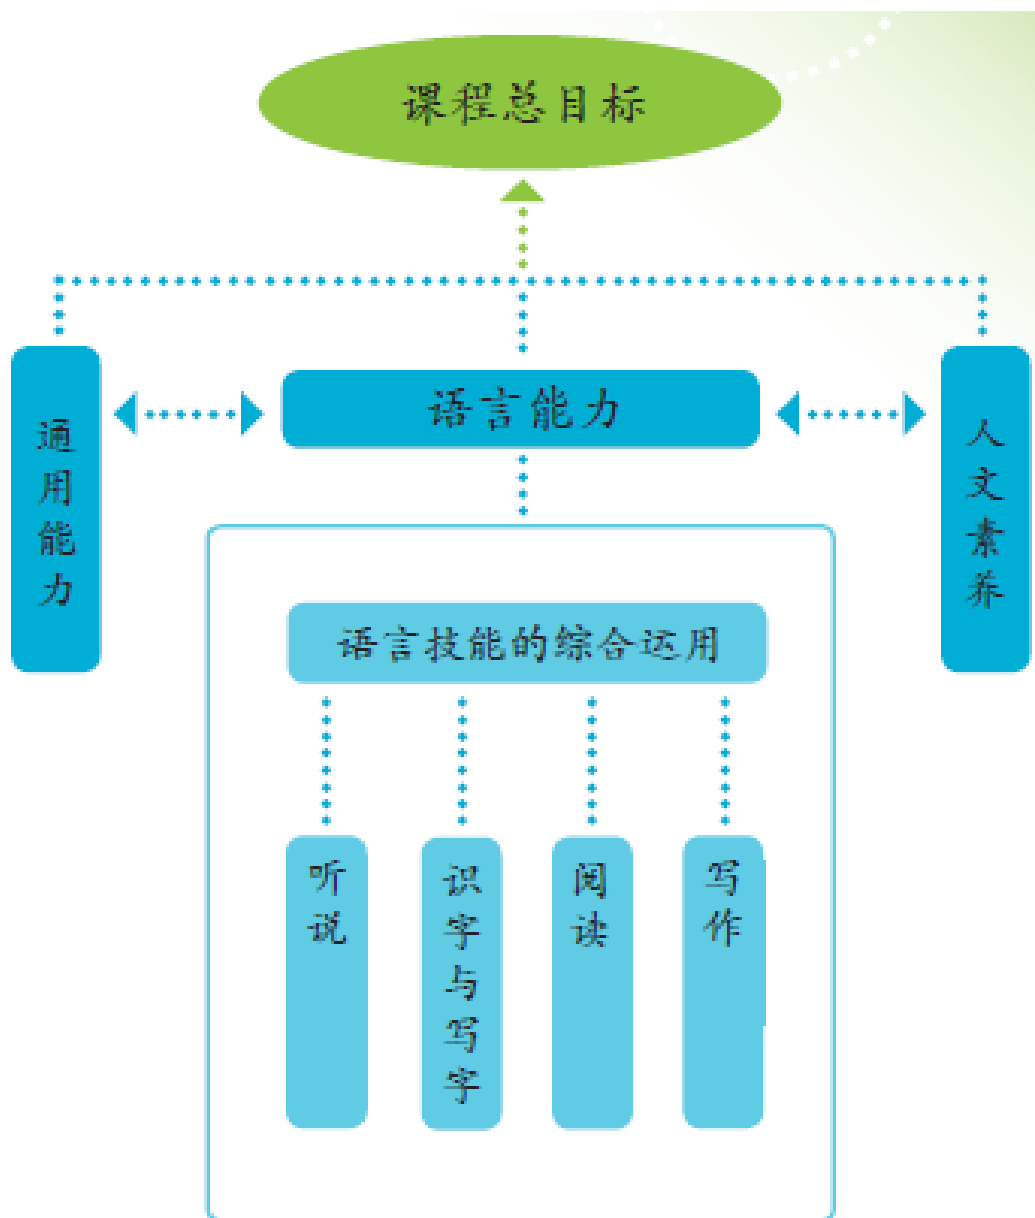 课程总目标
语言能力
通用能力
人文素养
语言技能的综合运用
听说
识字与写字
阅读
写作